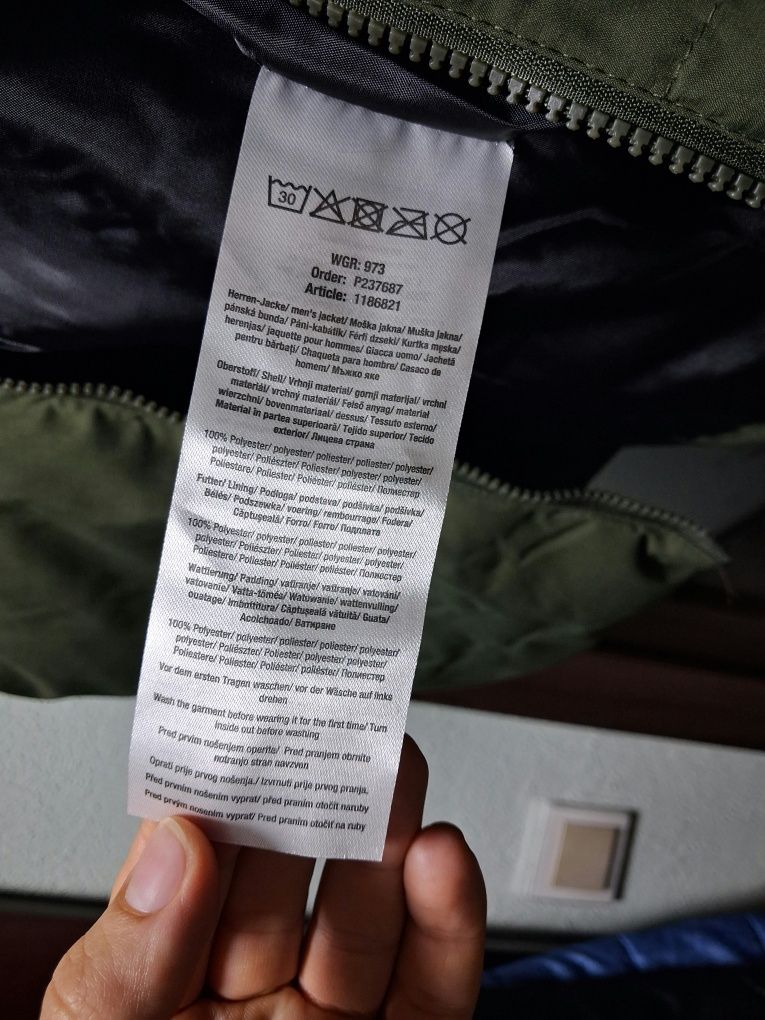 30
WGR: 973
Order: P237687
Article: 1186821
Herren-Jacke/ men's jacket/ Moška jakna/ Muška jakna/
pánská bunda/ Páni-kabátik/ Férfi dzseki/ Kurtka męska/
herenjas/ jaquette pour hommes/ Giacca uomo/ Jachetă
pentru bărbați/ Chaqueta para hombre/ Casaco de
homem/ Мъжко яке
Oberstoff/ Shell/ Vrhnji material/ gornji materijal/ vrchní
materiál/ vrchný materiál/ Felső anyag/ materiał
wierzchni/ bovenmateriaal/ dessus/ Tessuto esterno/
Material în partea superioară/ Tejido superior/ Tecido
exterior/ Лицева страна
100% Polyester/ polyester/ poliester/ poliester/ polyester/
polyester/ Poliészter/ Poliester/ polyester/ polyester/
Poliestere/ Poliester/ Poliéster/ poliéster/ Полиестер
Futter/ Lining/ Podloga/ podstava/ podšívka/ podšívka/
Bélés/ Podszewka/ voering/ rembourrage/ Fodera/
Căptușeală/ Forro/ Forro/ Подплата
100% Polyester/ polyester/ poliester/ poliester/ polyester/
polyester/ Poliészter/ Poliester/ polyester/ polyester/
Poliestere/ Poliester/ Poliéster/ poliéster/ Полиестер
Wattierung/ Padding/ vatiranje/ vatiranje/ vatování/
vatovanie/ Vatta-tömés/ Watowanie/ wattenvulling/
ouatage/ Imbottitura/ Căptușeală vătuită/ Guata/
Acolchoado/ Ватиране
100% Polyester/ polyester/ poliester/ poliester/ polyester/
polyester/ Poliészter/ Poliester/ polyester/ polyester/
Poliestere/ Poliester/ Poliéster/ poliéster/ Полиестер
Vor dem ersten Tragen waschen/ vor der Wäsche auf links
drehen
Wash the garment before wearing it for the first time/ Turn
inside out before washing
Pred prvim nošenjem operite/ Pred pranjem obrnite
notranjo stran navzven
Oprati prije prvog nošenja./ Izvrnuti prije prvog pranja.
Před prvním nošením vyprat/ před praním otočit naruby
Pred prvým nosením vyprať/ Pred praním otočiť na ruby